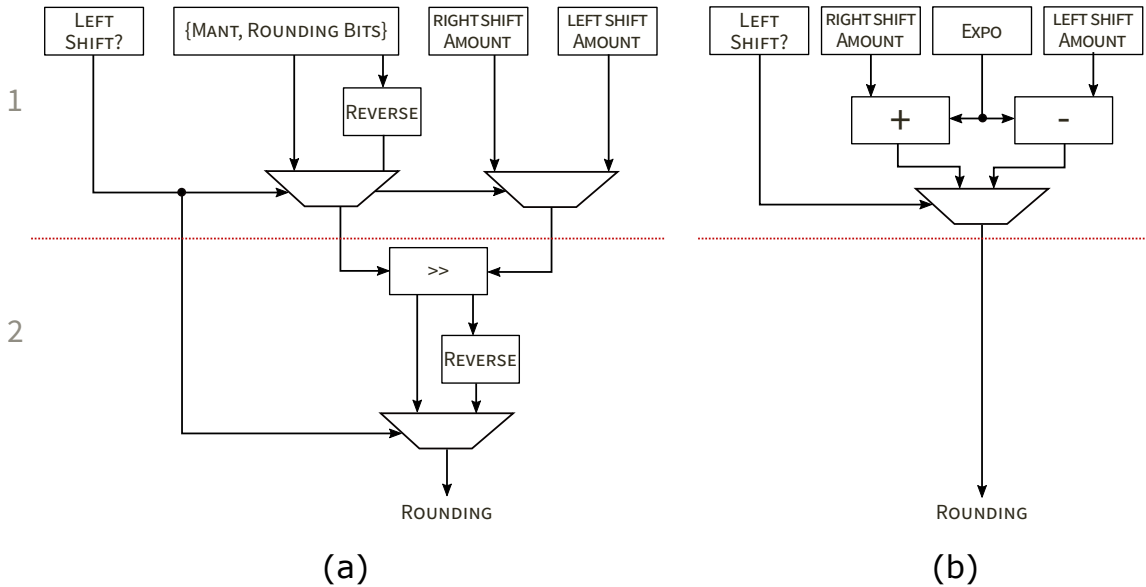 Left
Shift?
{Mant, Rounding Bits}
right shift
Amount
left shift
Amount
Left
Shift?
right shift
Amount
Expo
left shift
Amount
1
Reverse
+
-
>>
2
Reverse
Rounding
Rounding
(a)
(b)